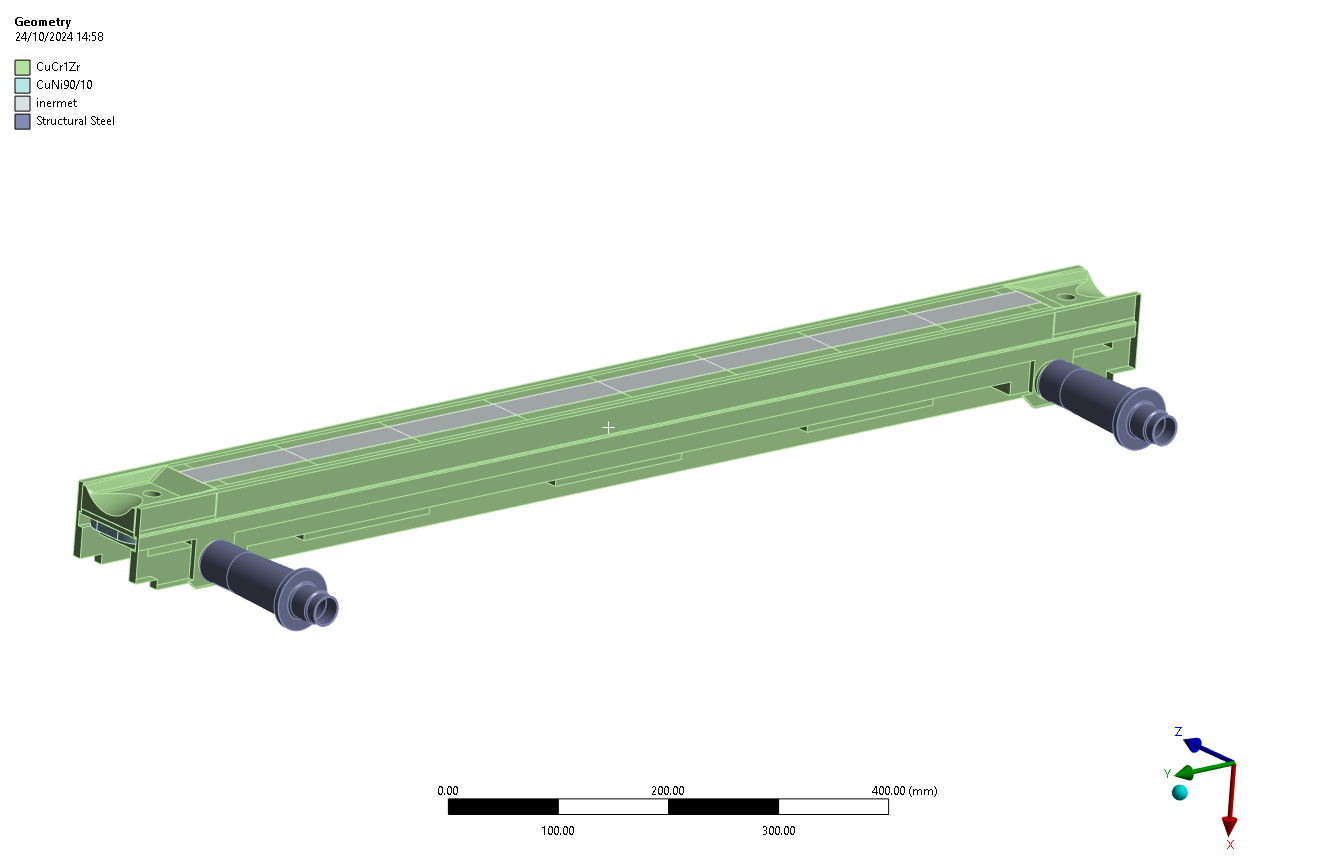 Geometry
24/10/2024 14:58
CuCr1Zr
CuNi90/10
inermet
Structural Steel
0.00 200.00 400.00 (mm)
100.00 300.00
Z
Y
X